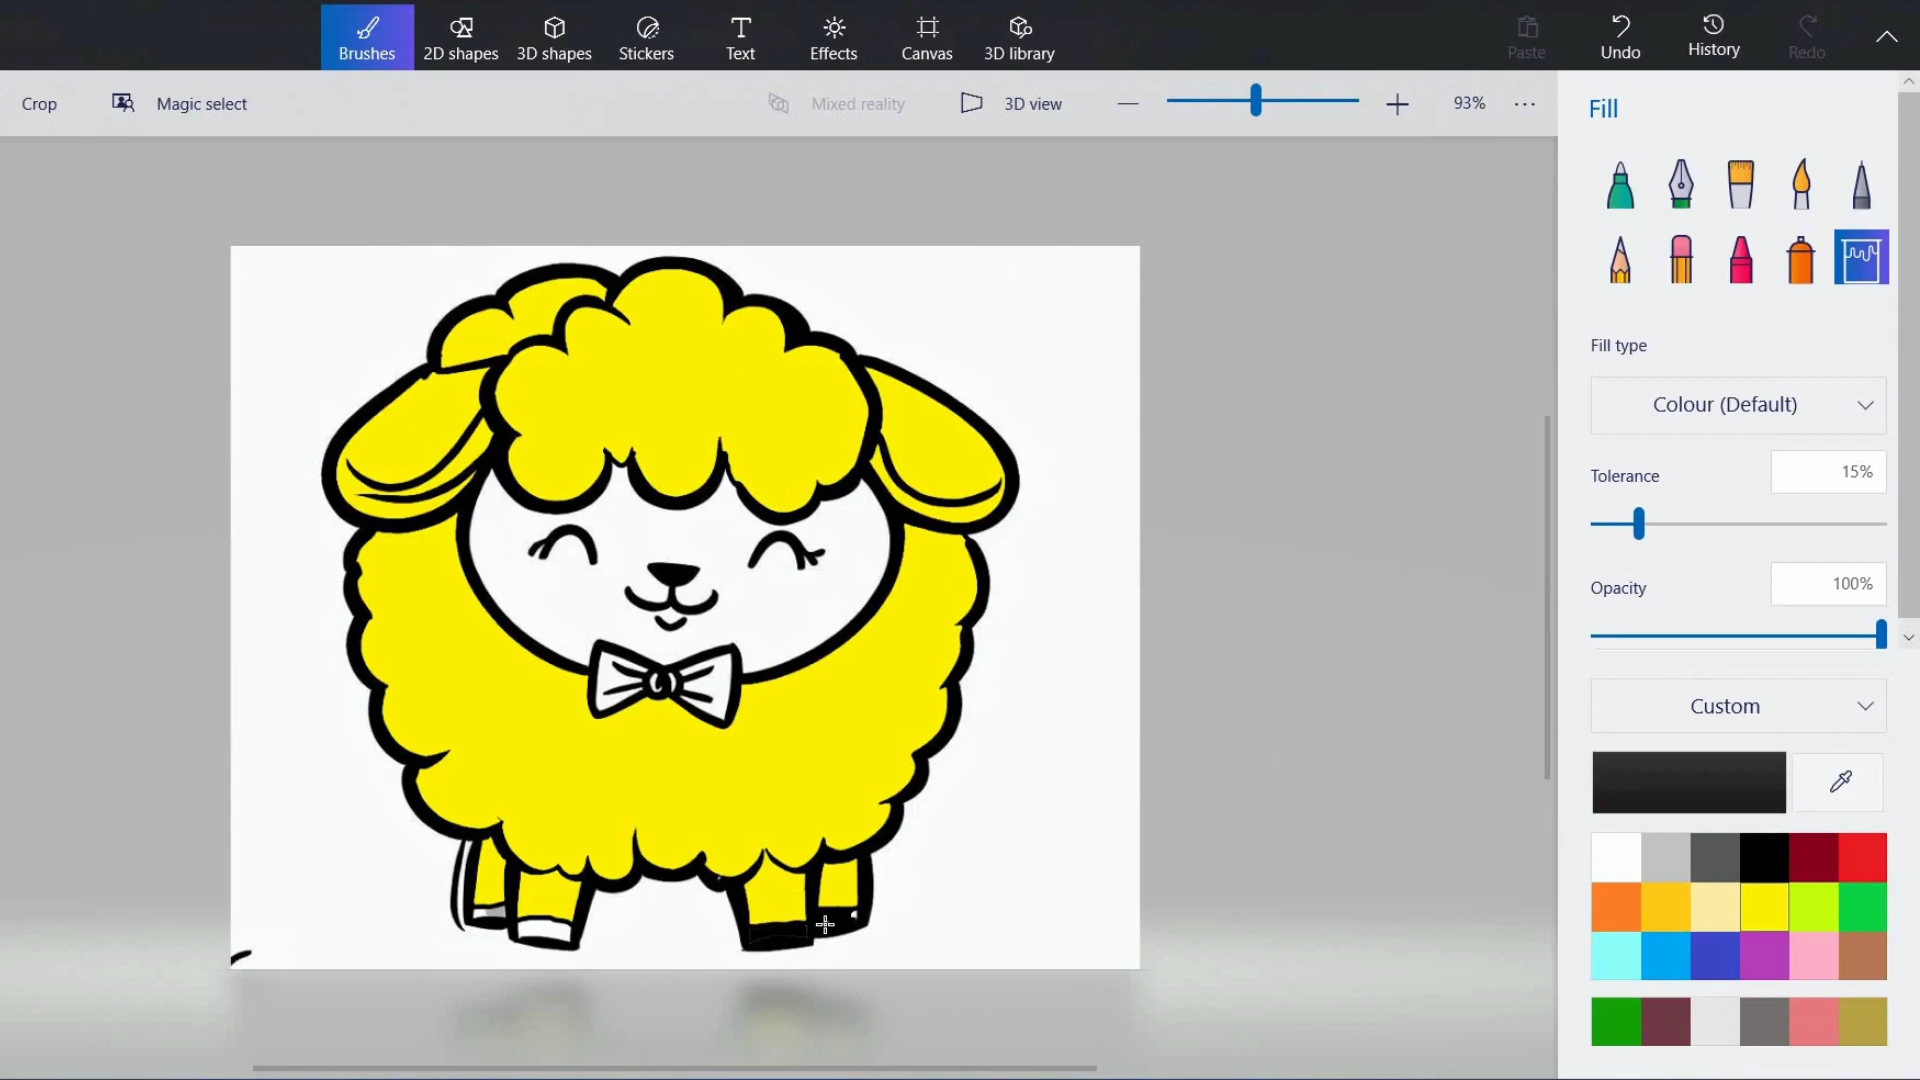 Brushes
2D shapes
3D shapes
Stickers
Text
Effects
Canvas
3D library
Paste
Undo
History
Redo
Crop
Magic select
Mixed reality
3D view
93%
Fill
Fill type
Colour (Default)
Tolerance
15%
Opacity
100%
Custom